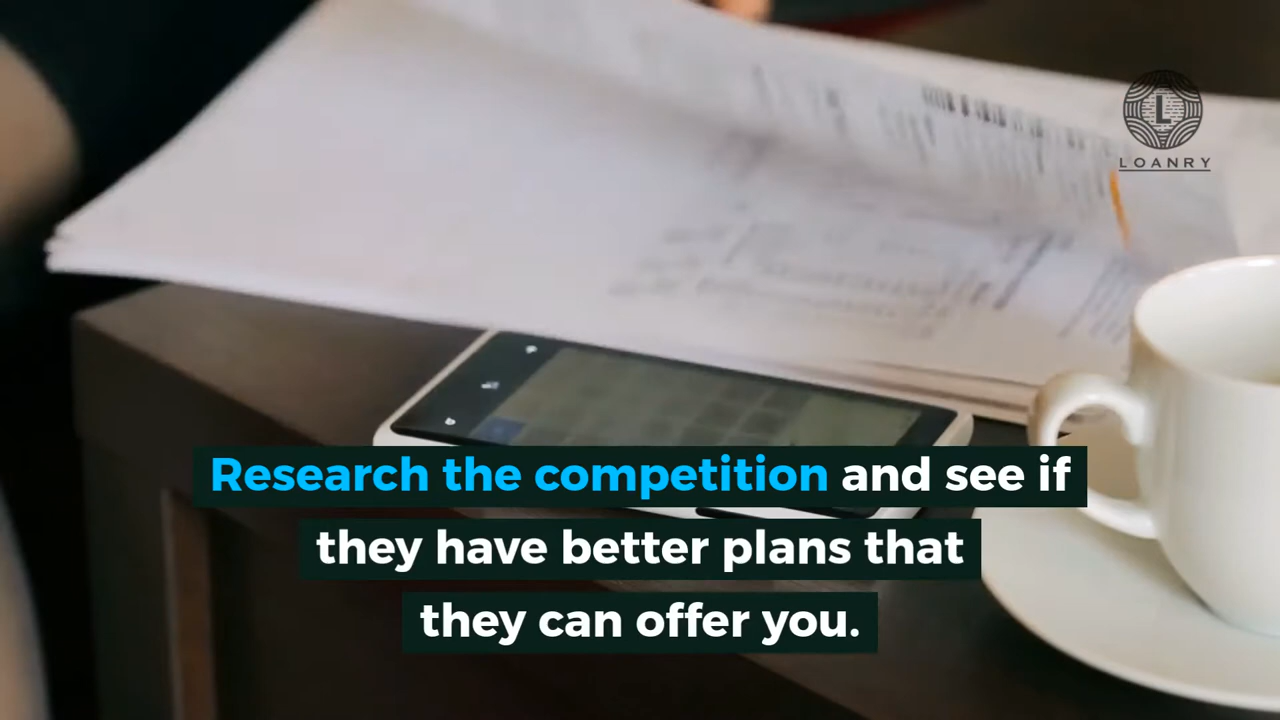 L
LOANRY
Research the competition and see if
they have better plans that
they can offer you.